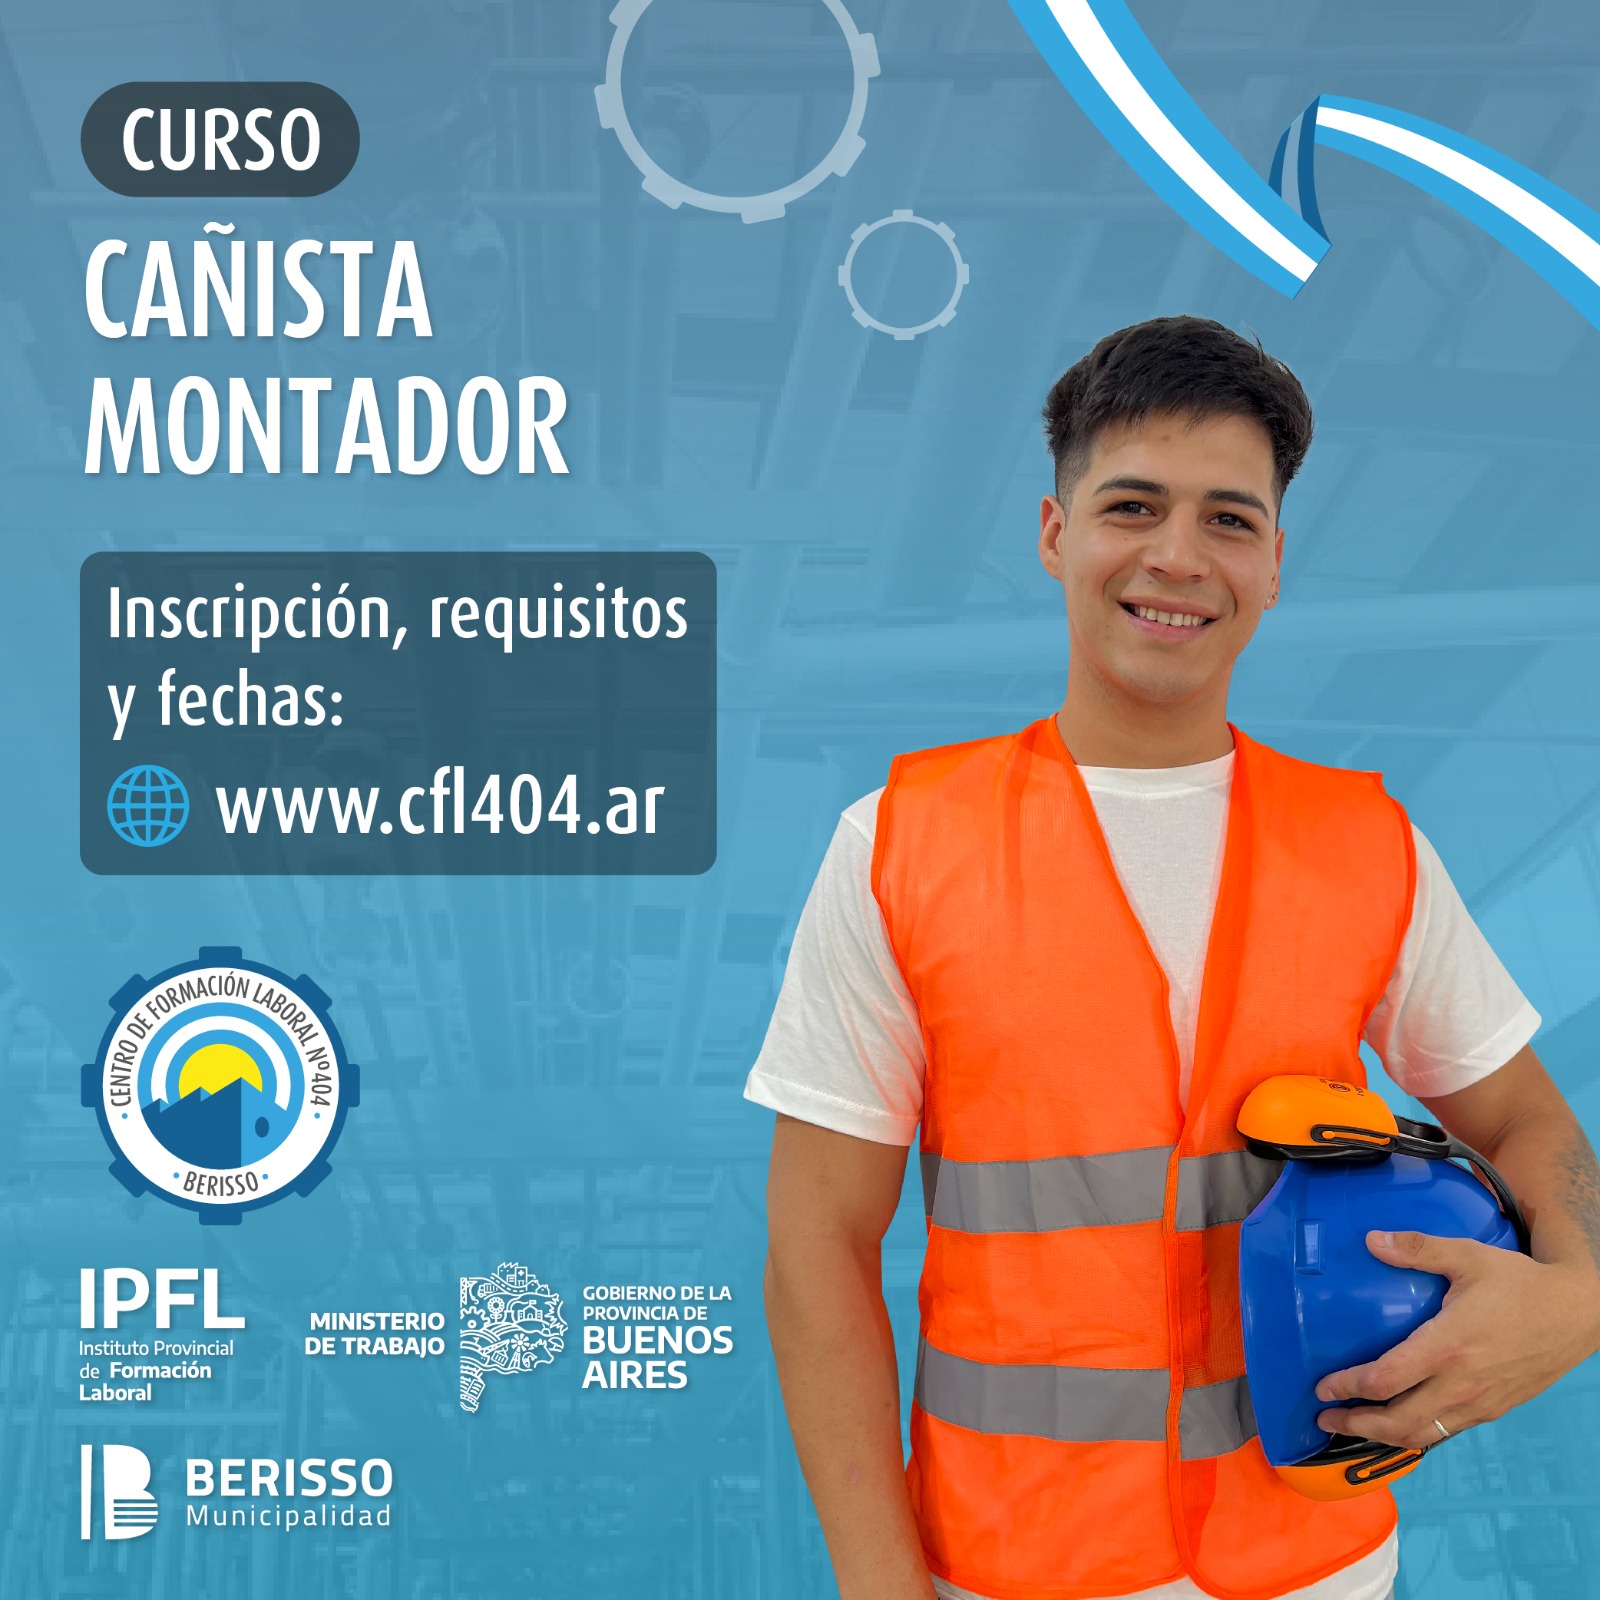 CURSO
CAÑISTA
MONTADOR
Inscripción, requisitos
y fechas:
www.cfl404.ar
CENTRO DE FORMACIÓN LABORAL Nº404
· BERISSO ·
IPFL
Instituto Provincial
de Formación
Laboral
MINISTERIO
DE TRABAJO
GOBIERNO DE LA
PROVINCIA DE
BUENOS
AIRES
BERISSO
Municipalidad